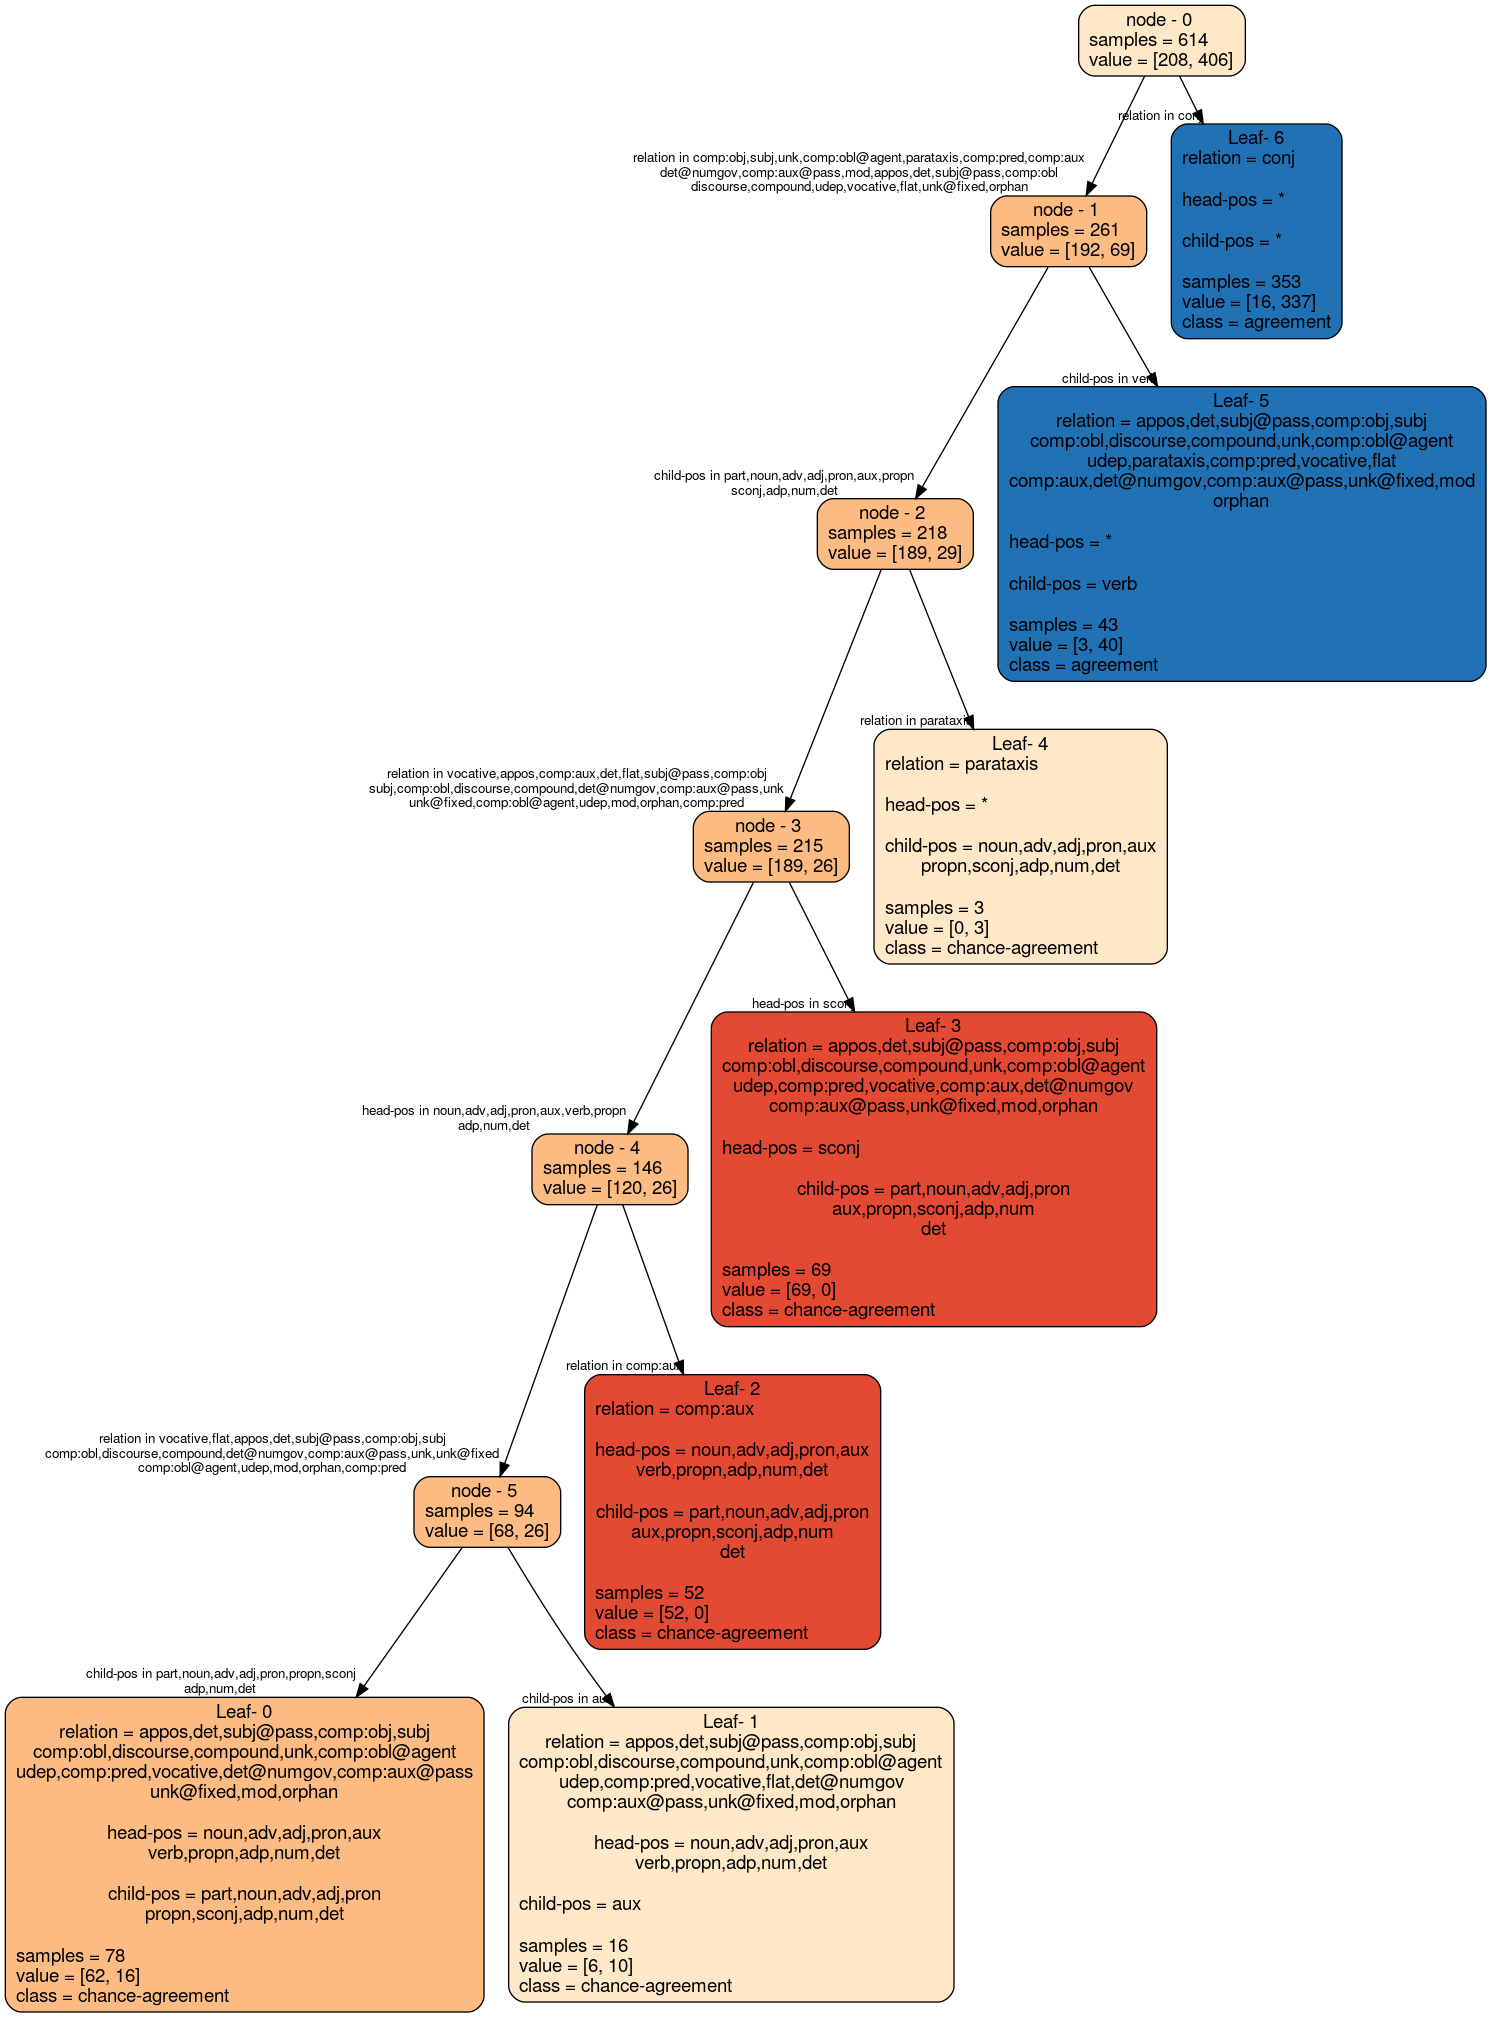 node - 0
samples = 614
value = [208, 406]
relation in conj
Leaf- 6
relation = conj
head-pos = *
child-pos = *
samples = 353
value = [16, 337]
class = agreement
relation in comp:obj,subj,unk,comp:obl@agent,parataxis,comp:pred,comp:aux
det@numgov,comp:aux@pass,mod,appos,det,subj@pass,comp:obl
discourse,compound,udep,vocative,flat,unk@fixed,orphan
node - 1
samples = 261
value = [192, 69]
child-pos in verb
Leaf- 5
relation = appos,det,subj@pass,comp:obj,subj
comp:obl,discourse,compound,unk,comp:obl@agent
udep,parataxis,comp:pred,vocative,flat
comp:aux,det@numgov,comp:aux@pass,unk@fixed,mod
orphan
head-pos = *
child-pos = verb
samples = 43
value = [3, 40]
class = agreement
child-pos in part,noun,adv,adj,pron,aux,propn
sconj,adp,num,det
node - 2
samples = 218
value = [189, 29]
relation in parataxis
Leaf- 4
relation = parataxis
head-pos = *
child-pos = noun,adv,adj,pron,aux
propn,sconj,adp,num,det
samples = 3
value = [0, 3]
class = chance-agreement
relation in vocative,appos,comp:aux,det,flat,subj@pass,comp:obj
subj,comp:obl,discourse,compound,det@numgov,comp:aux@pass,unk
unk@fixed,comp:obl@agent,udep,mod,orphan,comp:pred
node - 3
samples = 215
value = [189, 26]
head-pos in sconj
Leaf- 3
relation = appos,det,subj@pass,comp:obj,subj
comp:obl,discourse,compound,unk,comp:obl@agent
udep,comp:pred,vocative,comp:aux,det@numgov
comp:aux@pass,unk@fixed,mod,orphan
head-pos = sconj
child-pos = part,noun,adv,adj,pron
aux,propn,sconj,adp,num
det
samples = 69
value = [69, 0]
class = chance-agreement
head-pos in noun,adv,adj,pron,aux,verb,propn
adp,num,det
node - 4
samples = 146
value = [120, 26]
relation in comp:aux
Leaf- 2
relation = comp:aux
head-pos = noun,adv,adj,pron,aux
verb,propn,adp,num,det
child-pos = part,noun,adv,adj,pron
aux,propn,sconj,adp,num
det
samples = 52
value = [52, 0]
class = chance-agreement
relation in vocative,flat,appos,det,subj@pass,comp:obj,subj
comp:obl,discourse,compound,det@numgov,comp:aux@pass,unk,unk@fixed
comp:obl@agent,udep,mod,orphan,comp:pred
node - 5
samples = 94
value = [68, 26]
child-pos in part,noun,adv,adj,pron,propn,sconj
adp,num,det
Leaf- 0
relation = appos,det,subj@pass,comp:obj,subj
comp:obl,discourse,compound,unk,comp:obl@agent
udep,comp:pred,vocative,det@numgov,comp:aux@pass
unk@fixed,mod,orphan
head-pos = noun,adv,adj,pron,aux
verb,propn,adp,num,det
child-pos = part,noun,adv,adj,pron
propn,sconj,adp,num,det
samples = 78
value = [62, 16]
class = chance-agreement
child-pos in aux
Leaf- 1
relation = appos,det,subj@pass,comp:obj,subj
comp:obl,discourse,compound,unk,comp:obl@agent
udep,comp:pred,vocative,flat,det@numgov
comp:aux@pass,unk@fixed,mod,orphan
head-pos = noun,adv,adj,pron,aux
verb,propn,adp,num,det
child-pos = aux
samples = 16
value = [6, 10]
class = chance-agreement